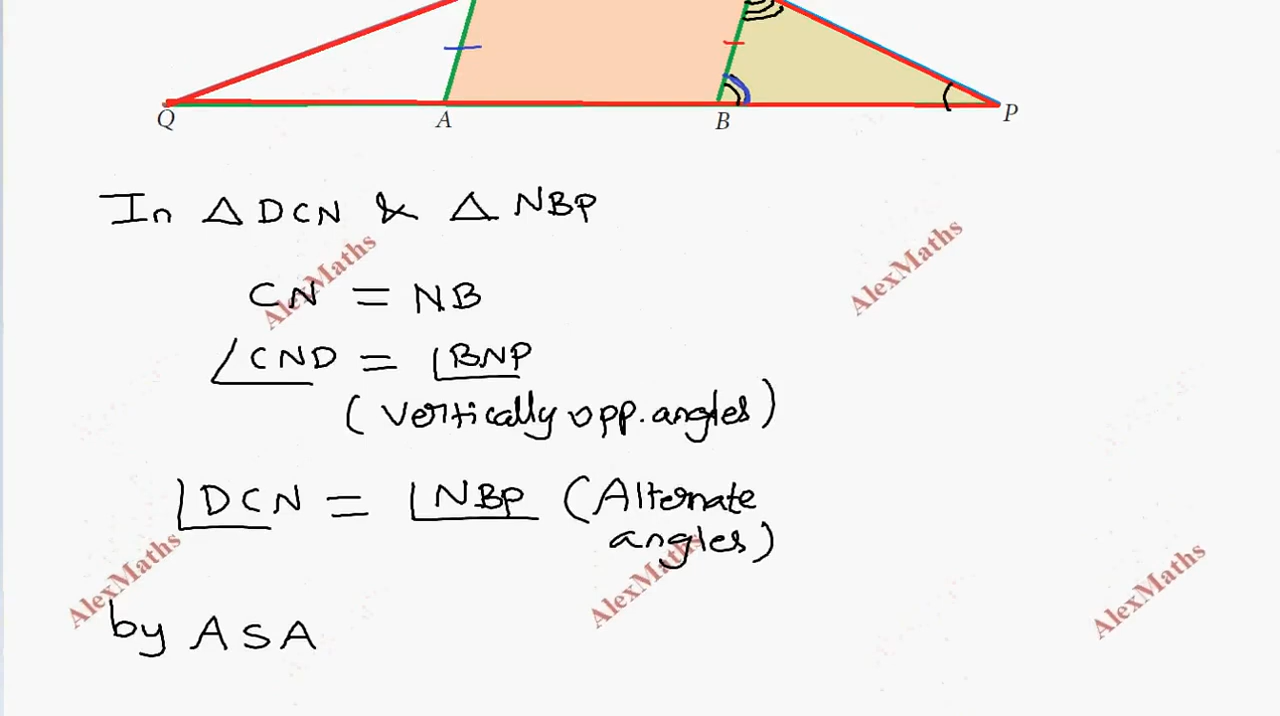 Q A B P
In △ DCN & △ NBP
AlexMaths
AlexMaths
CN = NB
∠CND = ∠BNP
(vertically opp. angles)
∠DCN = ∠NBP (Alternate
angles)
AlexMaths
AlexMaths
AlexMaths
by ASA